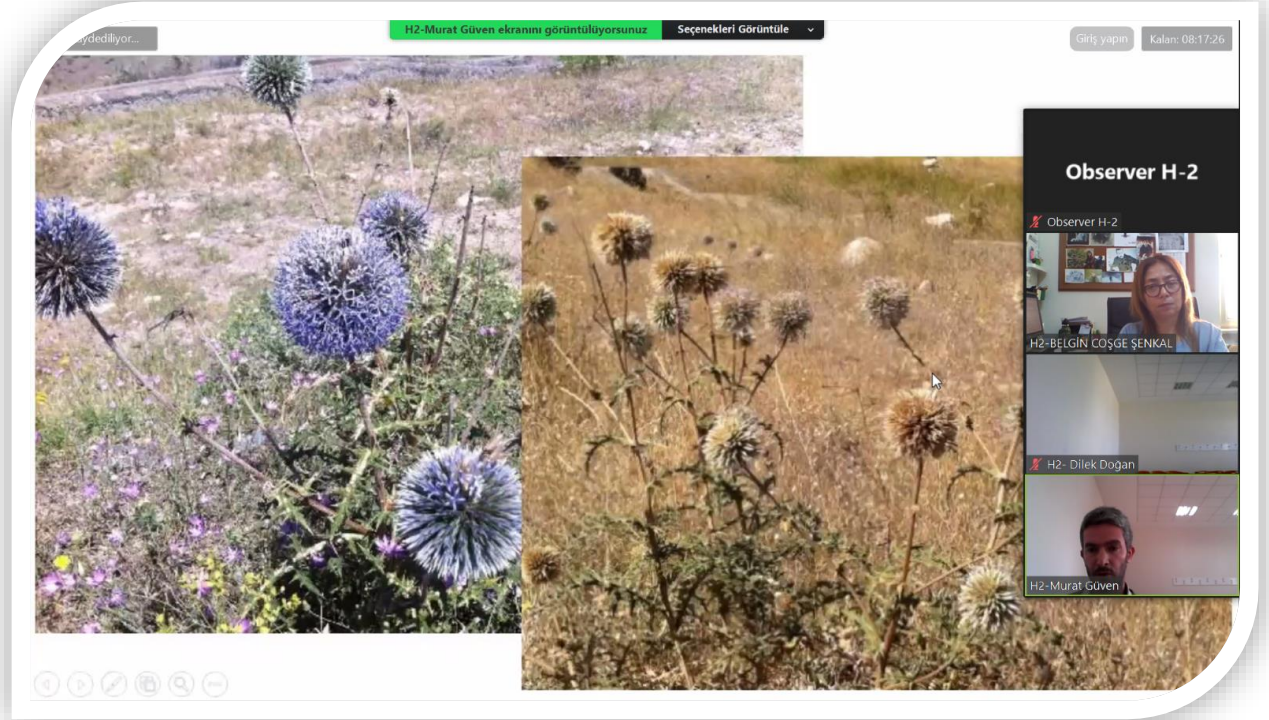 ydediliyor...
H2-Murat Güven ekranını görüntülüyorsunuz
Seçenekleri Görüntüle
Giriş yapın
Kalan: 08:17:26
Observer H-2
Observer H-2
H2-BELGİN COŞGE ŞENKAL
H2- Dilek Doğan
H2-Murat Güven